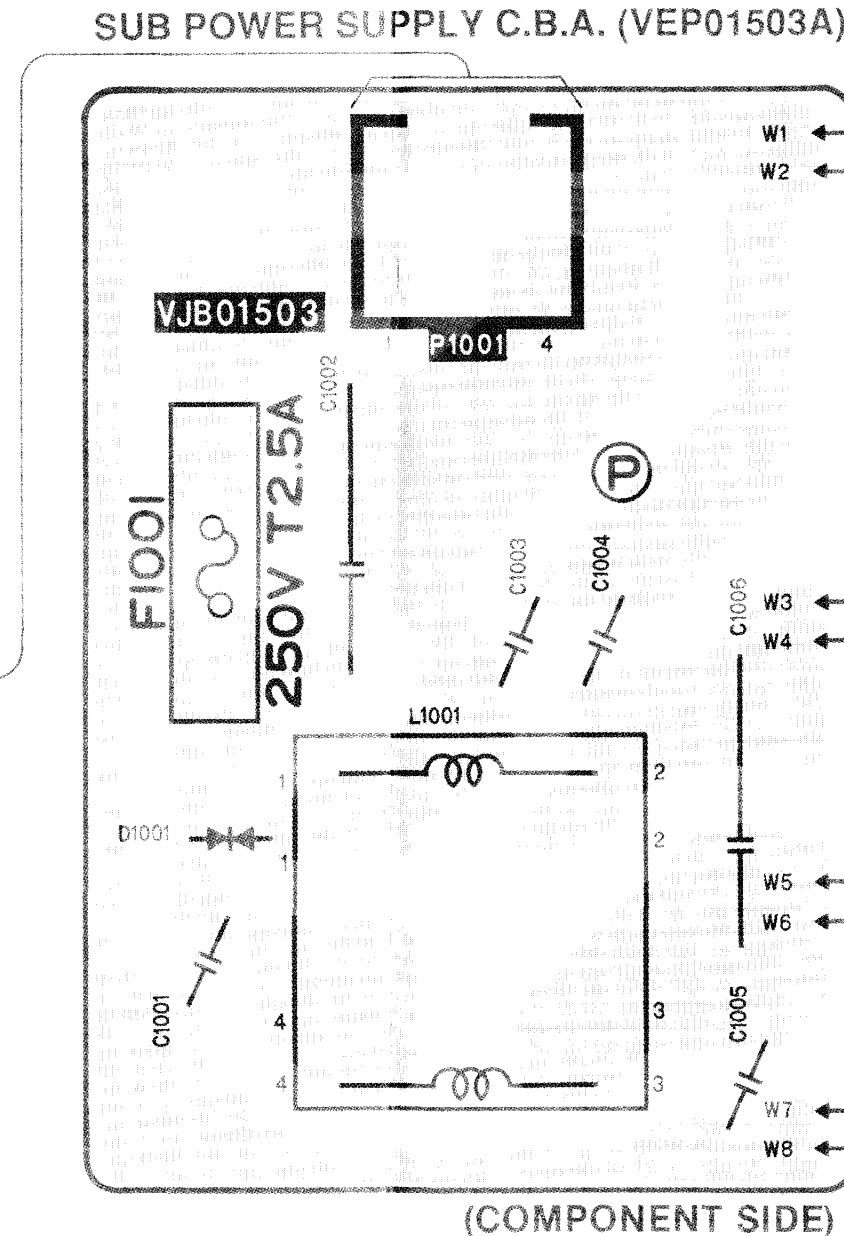 SUB POWER SUPPLY C.B.A. (VEP01503A)
W1
W2
VJB01503
1 P1001 4
C1002
F1001
250V T2.5A
P
C1003
C1004
C1006
W3
W4
L1001
1 2
D1001
1 2
W5
W6
C1001
4 3
C1005
4 3
W7
W8
(COMPONENT SIDE)